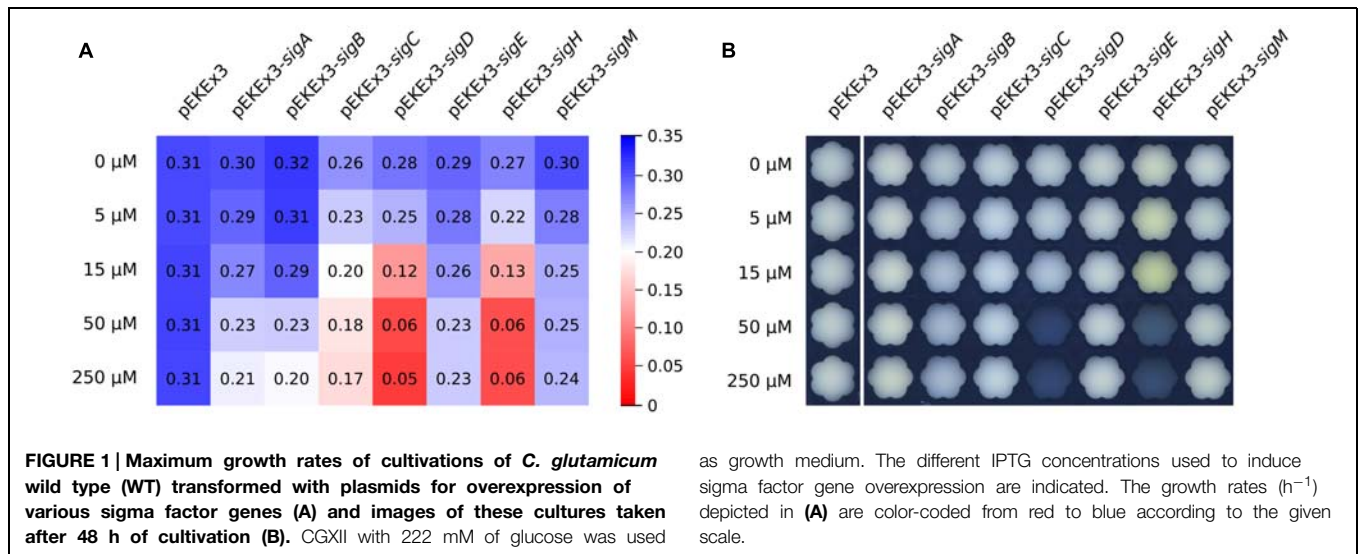 A
pEKEx3 pEKEx3-sigA pEKEx3-sigB pEKEx3-sigC pEKEx3-sigD pEKEx3-sigE pEKEx3-sigH pEKEx3-sigM
0 μM 0.31 0.30 0.32 0.26 0.28 0.29 0.27 0.30
5 μM 0.31 0.29 0.31 0.23 0.25 0.28 0.22 0.28
15 μM 0.31 0.27 0.29 0.20 0.12 0.26 0.13 0.25
50 μM 0.31 0.23 0.23 0.18 0.06 0.23 0.06 0.25
250 μM 0.31 0.21 0.20 0.17 0.05 0.23 0.06 0.24
0.35
0.30
0.25
0.20
0.15
0.10
0.05
0
B
pEKEx3 pEKEx3-sigA pEKEx3-sigB pEKEx3-sigC pEKEx3-sigD pEKEx3-sigE pEKEx3-sigH pEKEx3-sigM
0 μM
5 μM
15 μM
50 μM
250 μM
FIGURE 1 | Maximum growth rates of cultivations of C. glutamicum
wild type (WT) transformed with plasmids for overexpression of
various sigma factor genes (A) and images of these cultures taken
after 48 h of cultivation (B). CGXII with 222 mM of glucose was used
as growth medium. The different IPTG concentrations used to induce
sigma factor gene overexpression are indicated. The growth rates (h−1)
depicted in (A) are color-coded from red to blue according to the given
scale.